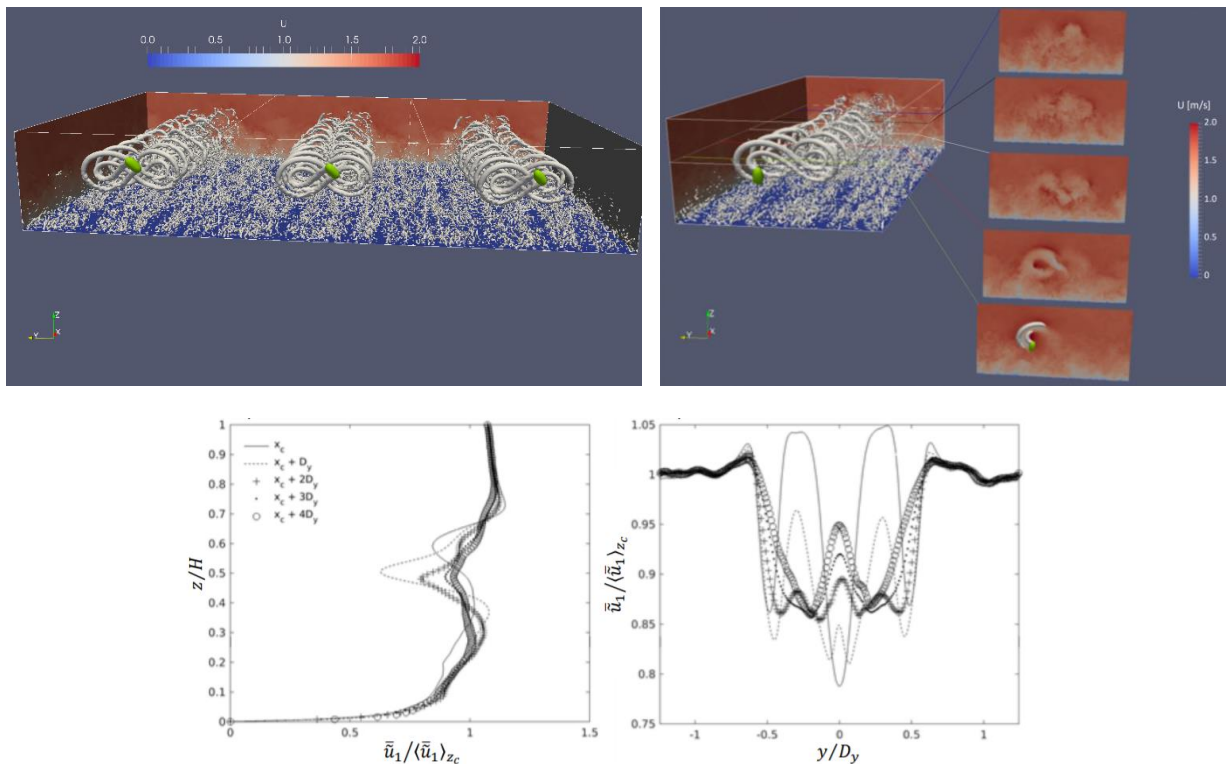 U
0.0 0.5 1.0 1.5 2.0
Y Z X
U [m/s]
2.0
1.5
1.0
0.5
0
Y Z X
1
0.9
0.8
0.7
0.6
0.5
0.4
0.3
0.2
0.1
0
z/H
x_c
x_c + D_y
x_c + 2D_y
x_c + 3D_y
x_c + 4D_y
0 0.5 1 1.5
ũ̄₁/⟨ũ̄₁⟩_{z_c}
1.05
1
0.95
0.9
0.85
0.8
0.75
ũ̄₁/⟨ũ̄₁⟩_{z_c}
-1 -0.5 0 0.5 1
y/D_y